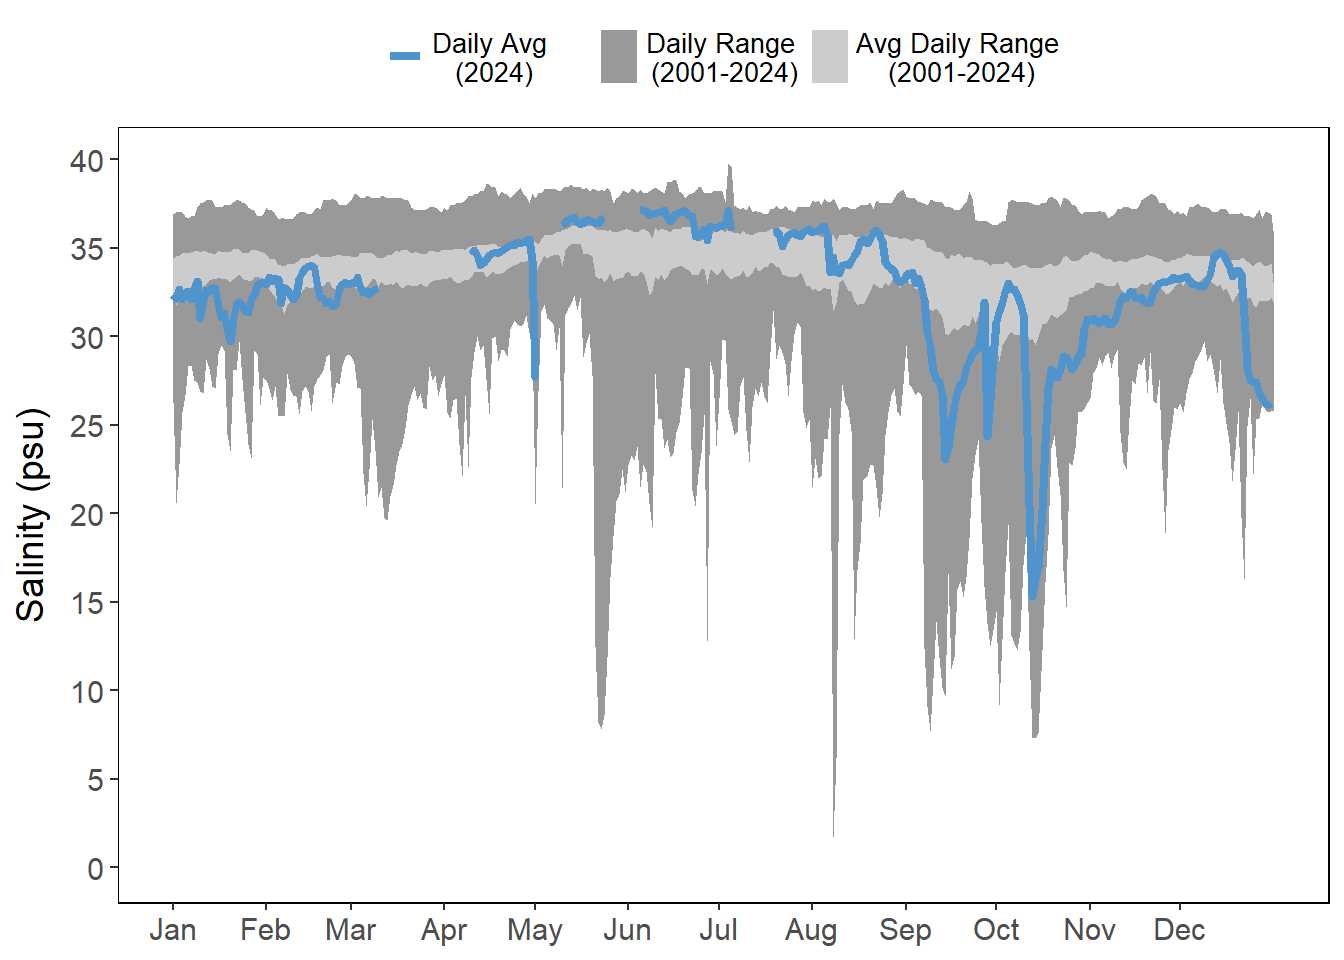 Daily Avg
(2024)
Daily Range
(2001-2024)
Avg Daily Range
(2001-2024)
Salinity (psu)
40
35
30
25
20
15
10
5
0
Jan Feb Mar Apr May Jun Jul Aug Sep Oct Nov Dec